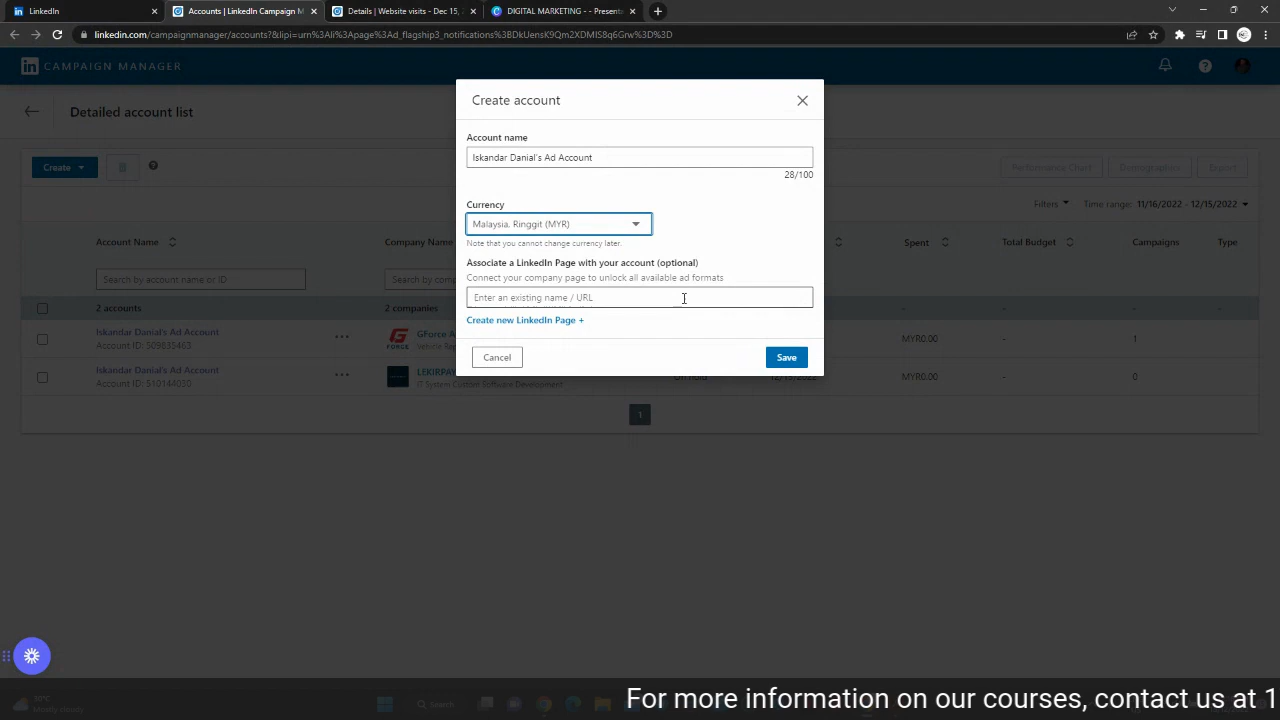 LinkedIn
Accounts | LinkedIn Campaign M
Details | Website visits - Dec 15,
DIGITAL MARKETING - - Present
linkedin.com/campaignmanager/accounts?&lipi=urn%3Ali%3Apage%3Ad_flagship3_notifications%3BDkUensK9Qm2XDMIS8q6Grw%3D%3D
in CAMPAIGN MANAGER
Detailed account list
Create
Performance Chart
Demographics
Export
Filters
Time range: 11/16/2022 - 12/15/2022
Account Name
Company Name
Spent
Total Budget
Campaigns
Type
Search by account name or ID
Search by comp
2 accounts
2 companies
-
-
Iskandar Danial's Ad Account
Account ID: 509833463
GForce A
Vehicle Rep
MYR0.00
-
1
Iskandar Danial's Ad Account
Account ID: 510144030
LEKIRPAV
IT System Custom Software Development
On Hold
12/15/2022
MYR0.00
-
0
1
Create account
Account name
Iskandar Danial's Ad Account
28/100
Currency
Malaysia, Ringgit (MYR)
Note that you cannot change currency later.
Associate a LinkedIn Page with your account (optional)
Connect your company page to unlock all available ad formats
Enter an existing name / URL
Create new LinkedIn Page +
Cancel
Save
30°C
Mostly cloudy
Search
For more information on our courses, contact us at 1